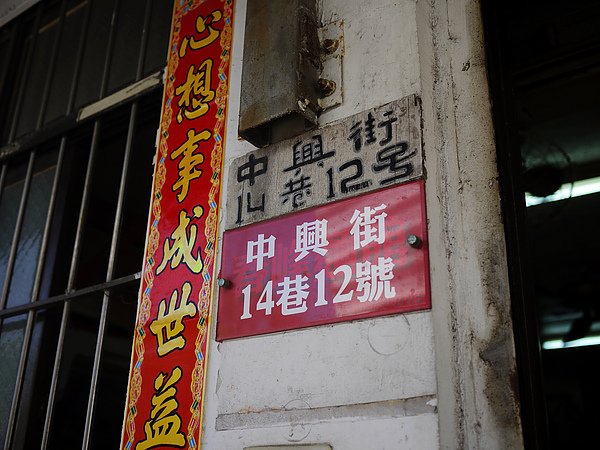 心想事成世益
中興街
14巷12号
中興街
14巷12號